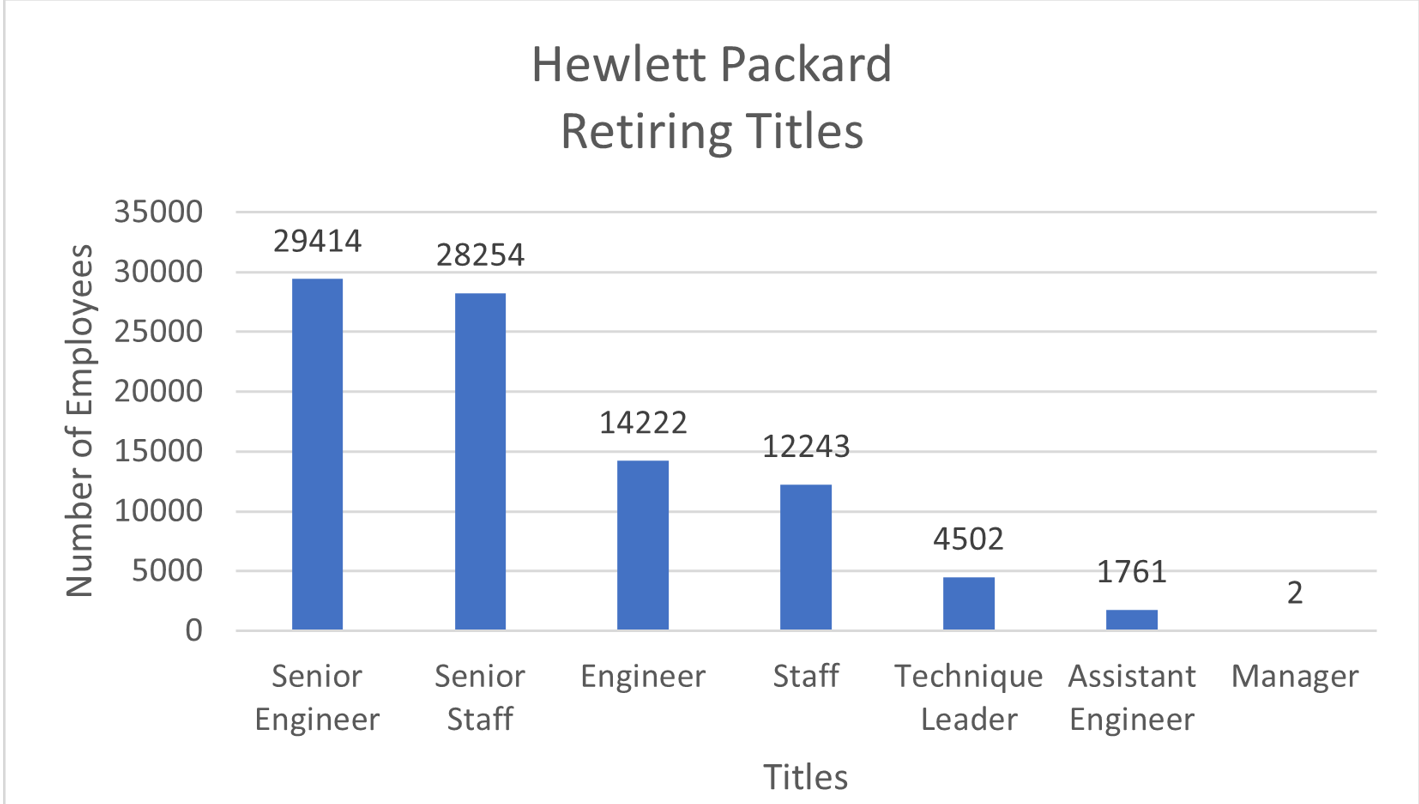 Hewlett Packard
Retiring Titles
35000
30000
25000
20000
15000
10000
5000
0
Number of Employees
29414
28254
14222
12243
4502
1761
2
Senior
Engineer
Senior
Staff
Engineer
Staff
Technique
Leader
Assistant
Engineer
Manager
Titles